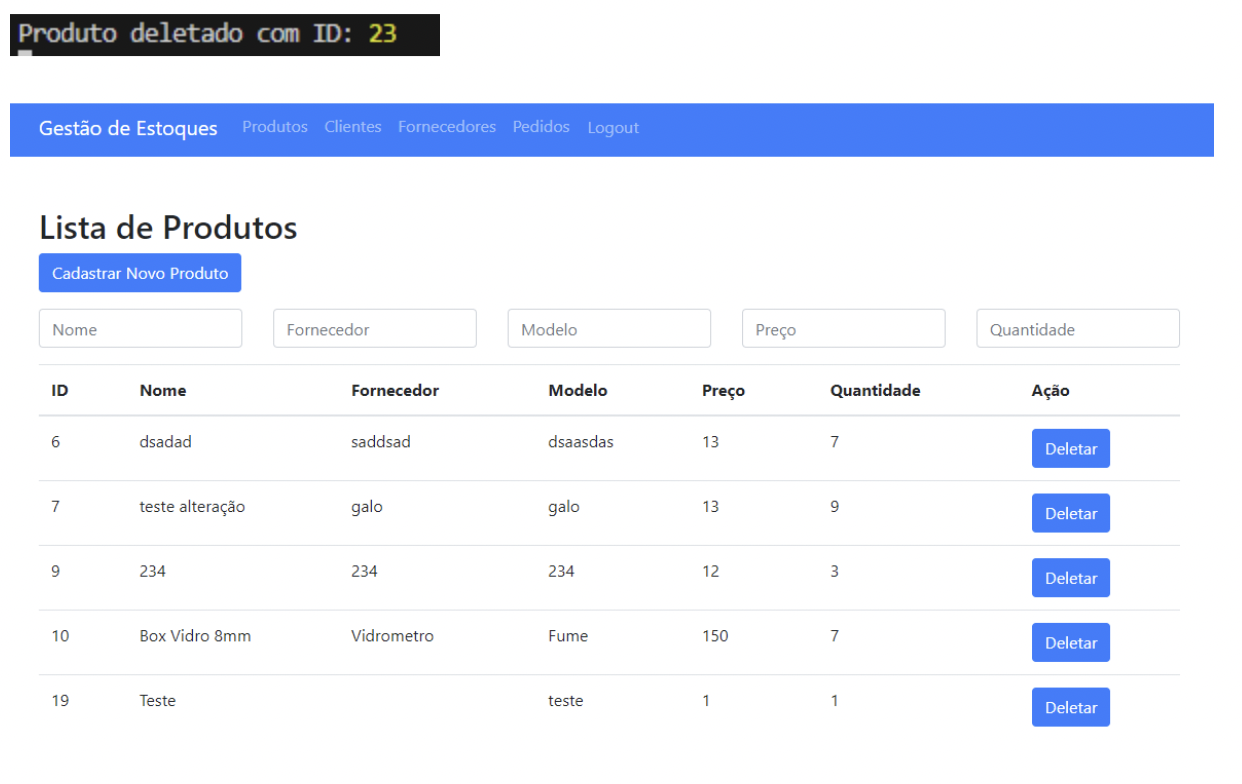 Produto deletado com ID: 23
Gestão de Estoques Produtos Clientes Fornecedores Pedidos Logout
Lista de Produtos
Cadastrar Novo Produto
Nome Fornecedor Modelo Preço Quantidade
ID Nome Fornecedor Modelo Preço Quantidade Ação
6 dsadad saddsad dsaasdas 13 7 Deletar
7 teste alteração galo galo 13 9 Deletar
9 234 234 234 12 3 Deletar
10 Box Vidro 8mm Vidrometro Fume 150 7 Deletar
19 Teste teste 1 1 Deletar